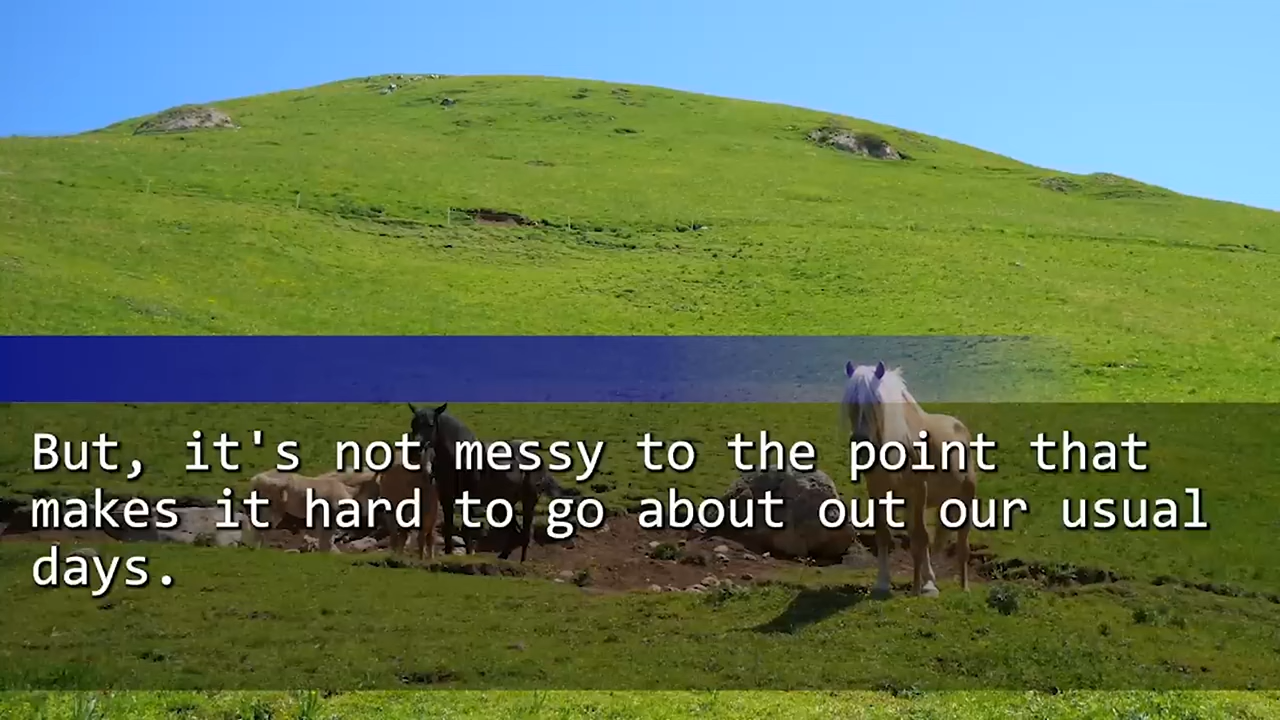 But, it's not messy to the point that
makes it hard to go about out our usual
days.